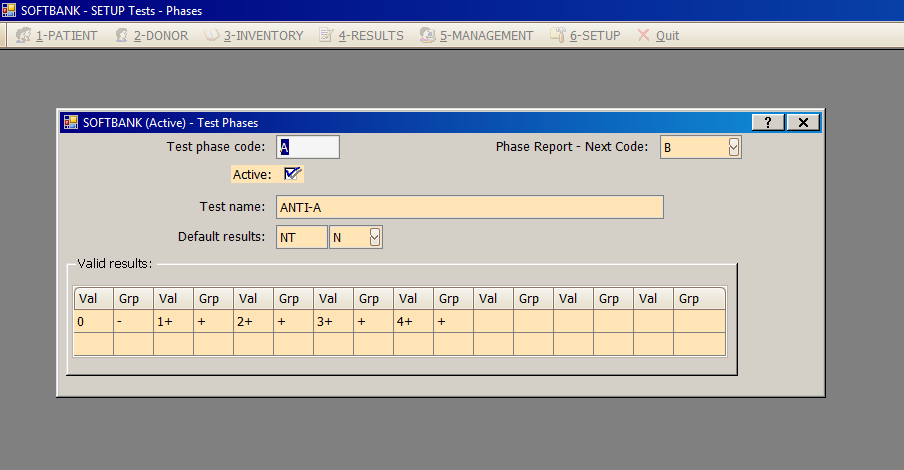 SOFTBANK - SETUP Tests - Phases
1-PATIENT 2-DONOR 3-INVENTORY 4-RESULTS 5-MANAGEMENT 6-SETUP Quit
SOFTBANK (Active) - Test Phases ?
Test phase code: A Phase Report - Next Code: B
Active:
Test name: ANTI-A
Default results: NT N
Valid results:
Val Grp Val Grp Val Grp Val Grp Val Grp Val Grp Val Grp Val Grp
0 - 1+ + 2+ + 3+ + 4+ +